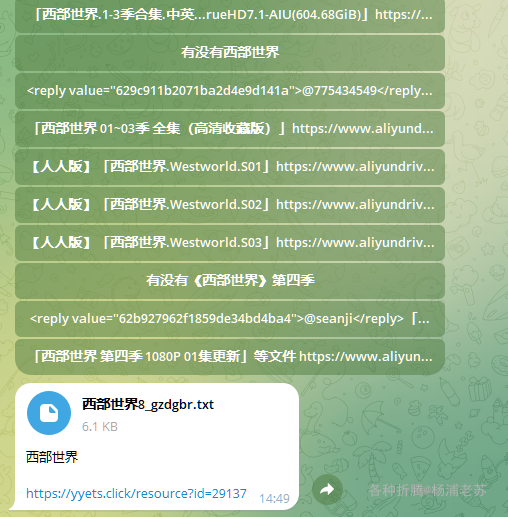 「西部世界.1-3季合集.中英...rueHD7.1-AIU(604.68GiB)」https://...
有没有西部世界
<reply value="629c911b2071ba2d4e9d141a">@775434549</reply...
「西部世界 01~03季 全集（高清收藏版）」https://www.aliyund...
【人人版】「西部世界.Westworld.S01」https://www.aliyundriv...
【人人版】「西部世界.Westworld.S02」https://www.aliyundriv...
【人人版】「西部世界.Westworld.S03」https://www.aliyundriv...
有没有《西部世界》第四季
<reply value="62b927962f1859de34bd4ba4">@seanji</reply>「...
「西部世界 第四季 1080P 01集更新」等文件 https://www.aliyun...
西部世界8_gzdgbr.txt
6.1 KB
西部世界
https://yyets.click/resource?id=29137
14:49
各种折腾@杨浦老苏